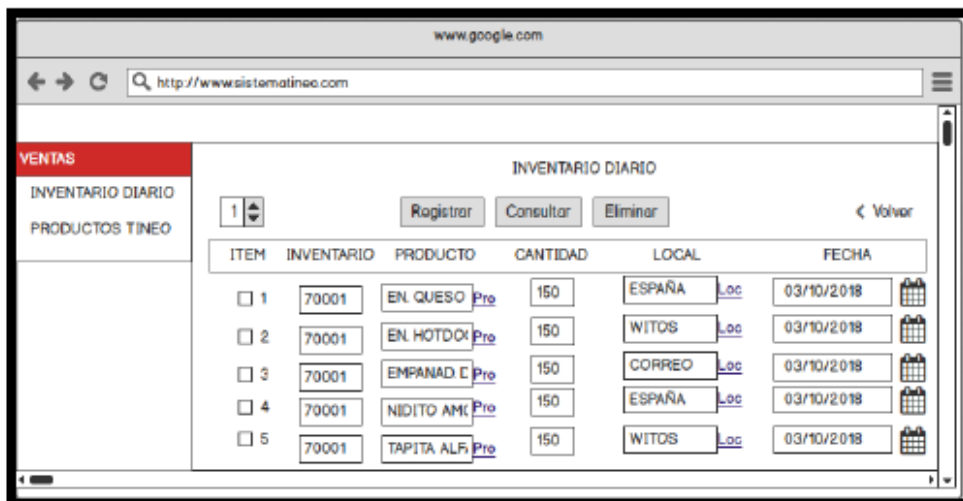 www.google.com
http://www.sistematineo.com
VENTAS
INVENTARIO DIARIO
PRODUCTOS TINEO
INVENTARIO DIARIO
1 Registrar Consultar Eliminar Volver
ITEM INVENTARIO PRODUCTO CANTIDAD LOCAL FECHA
1 70001 EN. QUESO Pro 150 ESPAÑA Loc 03/10/2018
2 70001 EN. HOTDO Pro 150 WITOS Loc 03/10/2018
3 70001 EMPANAD. D Pro 150 CORREO Loc 03/10/2018
4 70001 NIDITO AM Pro 150 ESPAÑA Loc 03/10/2018
5 70001 TAPITA ALF Pro 150 WITOS Loc 03/10/2018